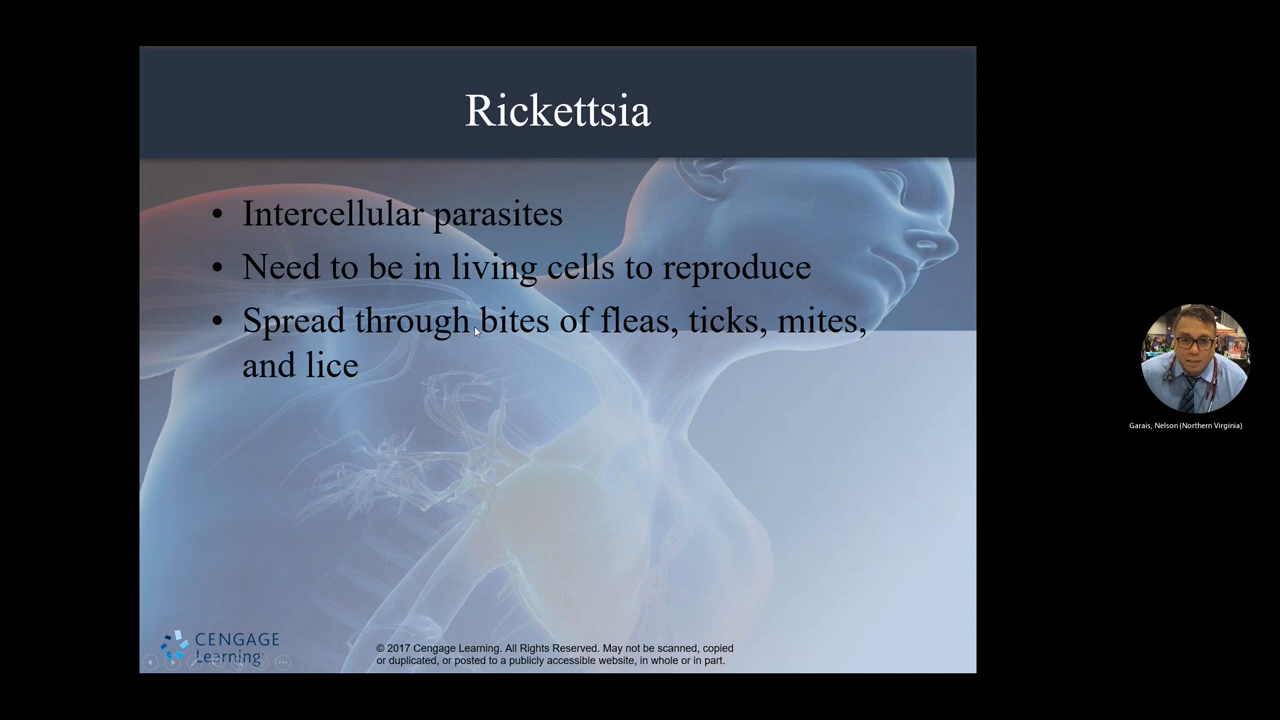 Rickettsia
• Intercellular parasites
• Need to be in living cells to reproduce
• Spread through bites of fleas, ticks, mites,
and lice
CENGAGE
Learning
© 2017 Cengage Learning. All Rights Reserved. May not be scanned, copied
or duplicated, or posted to a publicly accessible website, in whole or in part.
Garais, Nelson (Northern Virginia)